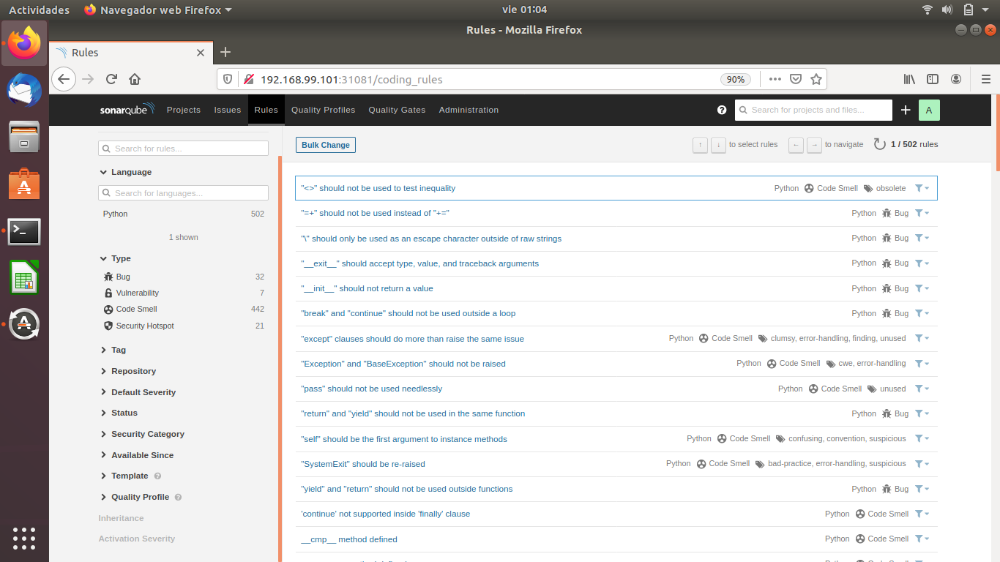 Actividades Navegador web Firefox vie 01:04
Rules - Mozilla Firefox
Rules
192.168.99.101:31081/coding_rules 90%
sonarqube Projects Issues Rules Quality Profiles Quality Gates Administration Search for projects and files... A
Search for rules...
Language
Search for languages...
Python 502
1 shown
Type
Bug 32
Vulnerability 7
Code Smell 442
Security Hotspot 21
Tag
Repository
Default Severity
Status
Security Category
Available Since
Template
Quality Profile
Inheritance
Activation Severity
Bulk Change to select rules to navigate 1 / 502 rules
"<>" should not be used to test inequality Python Code Smell obsolete
"=+" should not be used instead of "+=" Python Bug
"\" should only be used as an escape character outside of raw strings Python Bug
"__exit__" should accept type, value, and traceback arguments Python Bug
"__init__" should not return a value Python Bug
"break" and "continue" should not be used outside a loop Python Bug
"except" clauses should do more than raise the same issue Python Code Smell clumsy, error-handling, finding, unused
"Exception" and "BaseException" should not be raised Python Code Smell cwe, error-handling
"pass" should not be used needlessly Python Code Smell unused
"return" and "yield" should not be used in the same function Python Bug
"self" should be the first argument to instance methods Python Code Smell confusing, convention, suspicious
"SystemExit" should be re-raised Python Code Smell bad-practice, error-handling, suspicious
"yield" and "return" should not be used outside functions Python Bug
'continue' not supported inside 'finally' clause Python Code Smell
__cmp__ method defined Python Code Smell